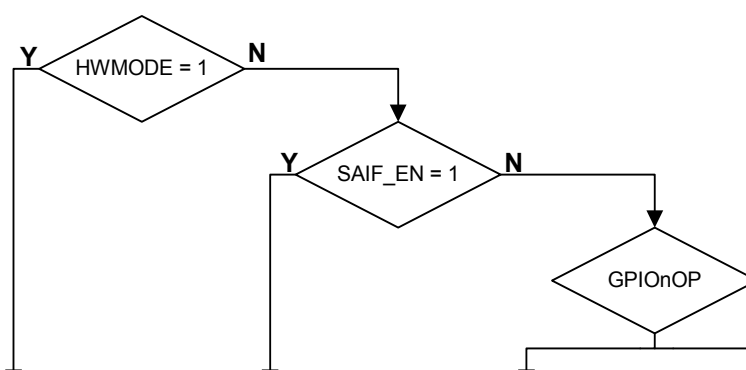 Y
HWMODE = 1
N
Y
SAIF_EN = 1
N
GPIOnOP